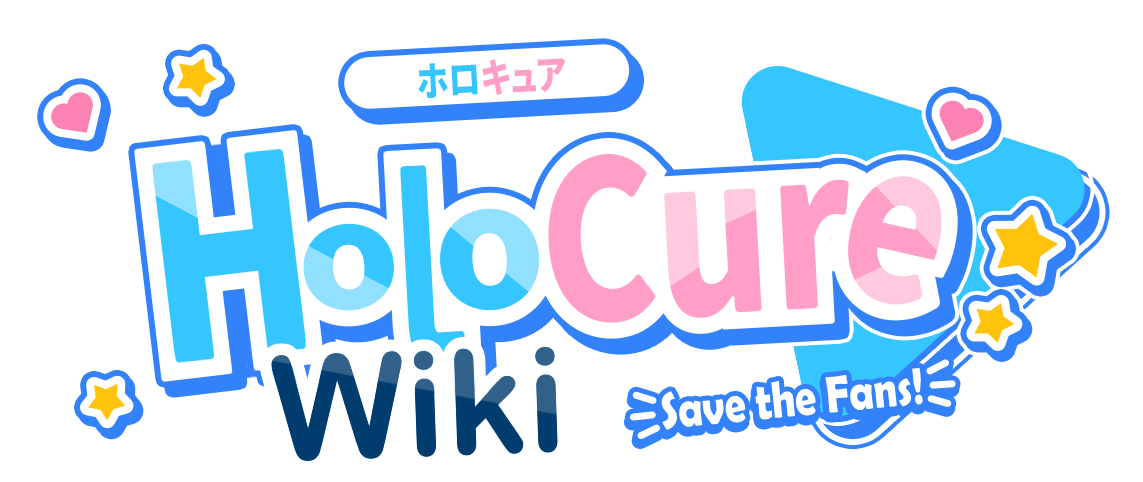 ホロキュア
HoloCure
Wiki
Save the Fans!